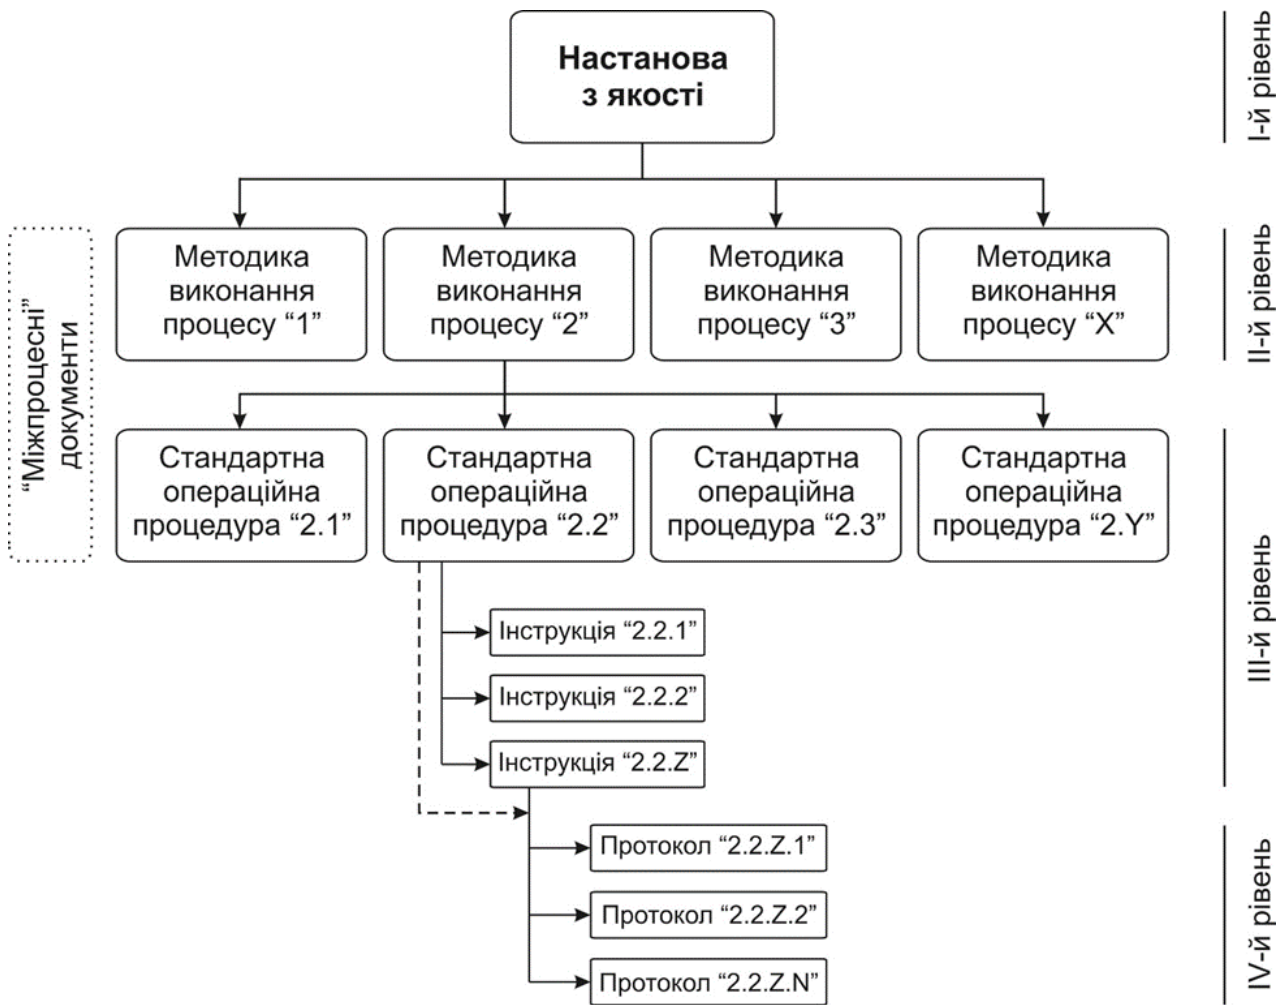 Настанова
з якості
І-й рівень
“Міжпроцесні”
документи
Методика
виконання
процесу “1”
Методика
виконання
процесу “2”
Методика
виконання
процесу “3”
Методика
виконання
процесу “X”
ІІ-й рівень
Стандартна
операційна
процедура “2.1”
Стандартна
операційна
процедура “2.2”
Стандартна
операційна
процедура “2.3”
Стандартна
операційна
процедура “2.Y”
ІІІ-й рівень
Інструкція “2.2.1”
Інструкція “2.2.2”
Інструкція “2.2.Z”
Протокол “2.2.Z.1”
Протокол “2.2.Z.2”
Протокол “2.2.Z.N”
IV-й рівень